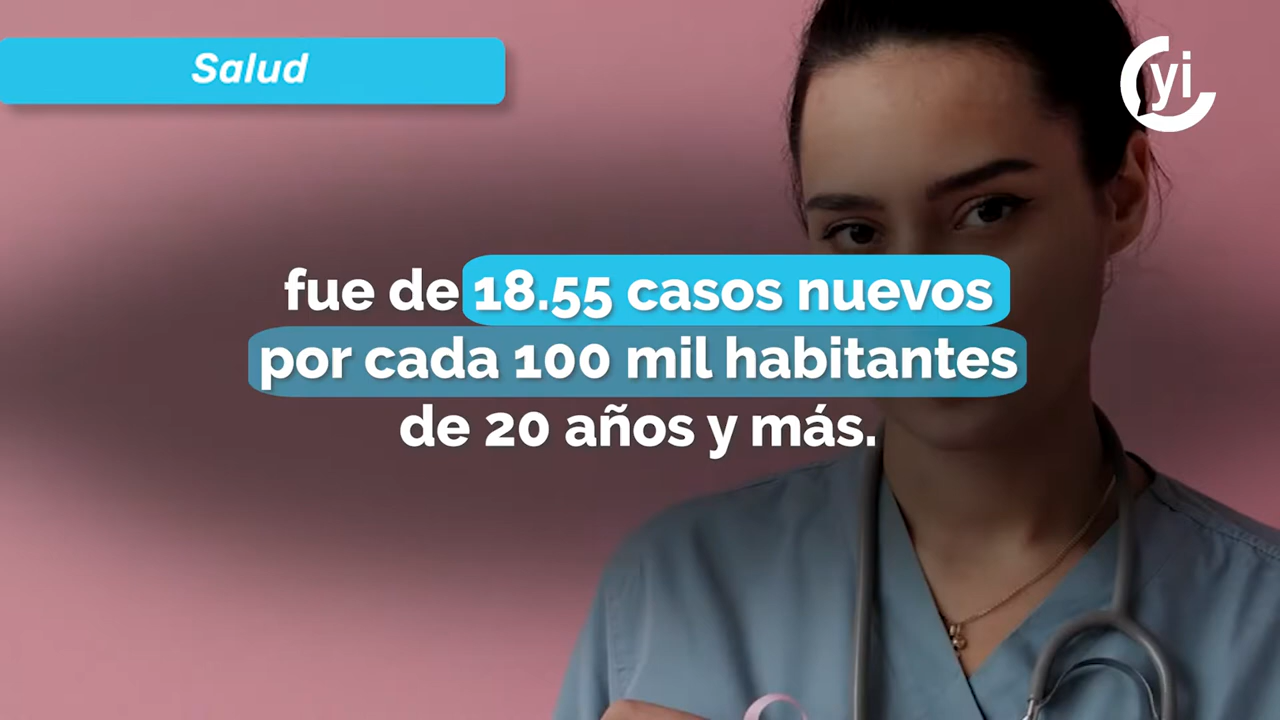 Salud
yi
fue de 18.55 casos nuevos
por cada 100 mil habitantes
de 20 años y más.